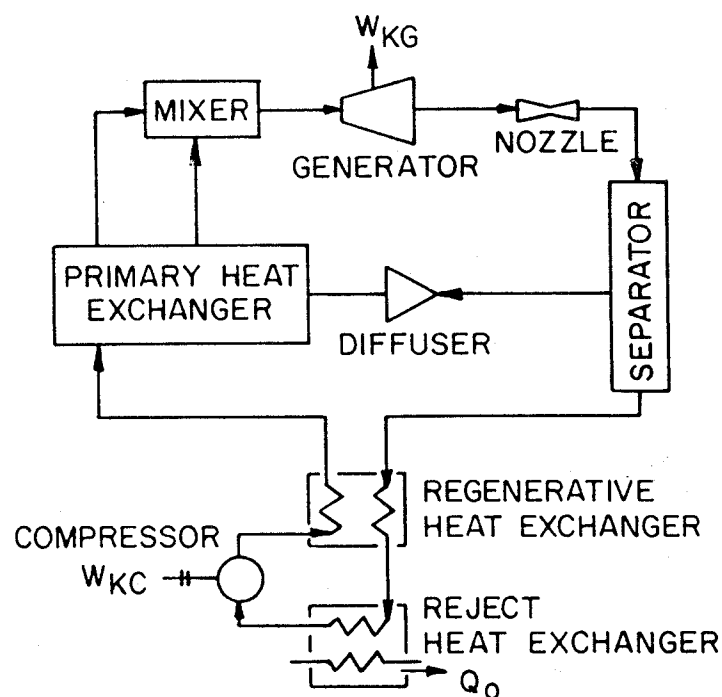 W_KG
MIXER
GENERATOR
NOZZLE
PRIMARY HEAT
EXCHANGER
DIFFUSER
SEPARATOR
REGENERATIVE
HEAT EXCHANGER
COMPRESSOR
W_KC
REJECT
HEAT EXCHANGER
Q_O